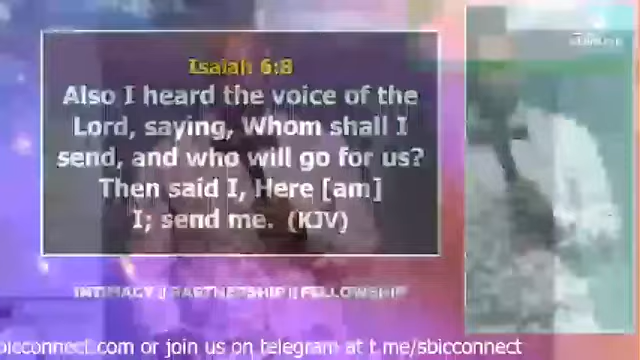 Isaiah 6:8
Also I heard the voice of the
Lord, saying, Whom shall I
send, and who will go for us?
Then said I, Here [am]
I; send me. (KJV)
INTIMACY || PARTNERSHIP || FELLOWSHIP
bicconnect.com or join us on telegram at t.me/sbicconnect